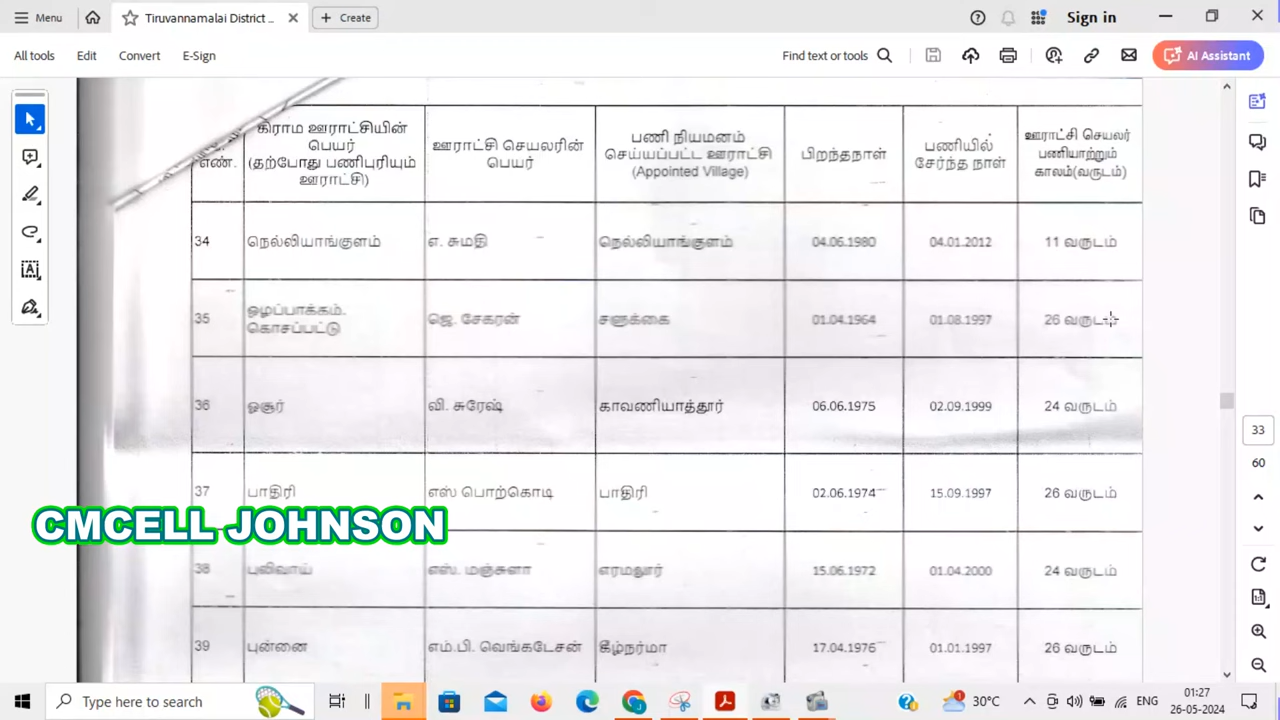 Menu
Tiruvannamalai District ..
Create
Sign in
All tools
Edit
Convert
E-Sign
Find text or tools
AI Assistant
எண்.
கிராம ஊராட்சியின்
பெயர்
(தற்போது பணிபுரியும்
ஊராட்சி)
ஊராட்சி செயலரின்
பெயர்
பணி நியமனம்
செய்யப்பட்ட ஊராட்சி
(Appointed Village)
பிறந்தநாள்
பணியில்
சேர்ந்த நாள்
ஊராட்சி செயலர்
பணியாற்றும்
காலம்(வருடம்)
34 நெல்லியாங்குளம் எ. சுமதி நெல்லியாங்குளம் 04.06.1980 04.01.2012 11 வருடம்
35 ஒழப்பாக்கம். கொசப்பட்டு ஜெ. சேகரன் சளுக்கை 01.04.1964 01.08.1997 26 வருடம்
36 ஓசூர் வி. சுரேஷ் காவணியாத்தூர் 06.06.1975 02.09.1999 24 வருடம்
37 பாதிரி எஸ் பொற்கொடி பாதிரி 02.06.1974 15.09.1997 26 வருடம்
CMCELL JOHNSON
38 புலிவாய் எஸ். மஞ்சுளா எரமலூர் 15.06.1972 01.04.2000 24 வருடம்
39 புன்னை எம்.பி. வெங்கடேசன் கீழ்நர்மா 17.04.1976 01.01.1997 26 வருடம்
33
60
Type here to search
30°C
ENG
01:27
26-05-2024